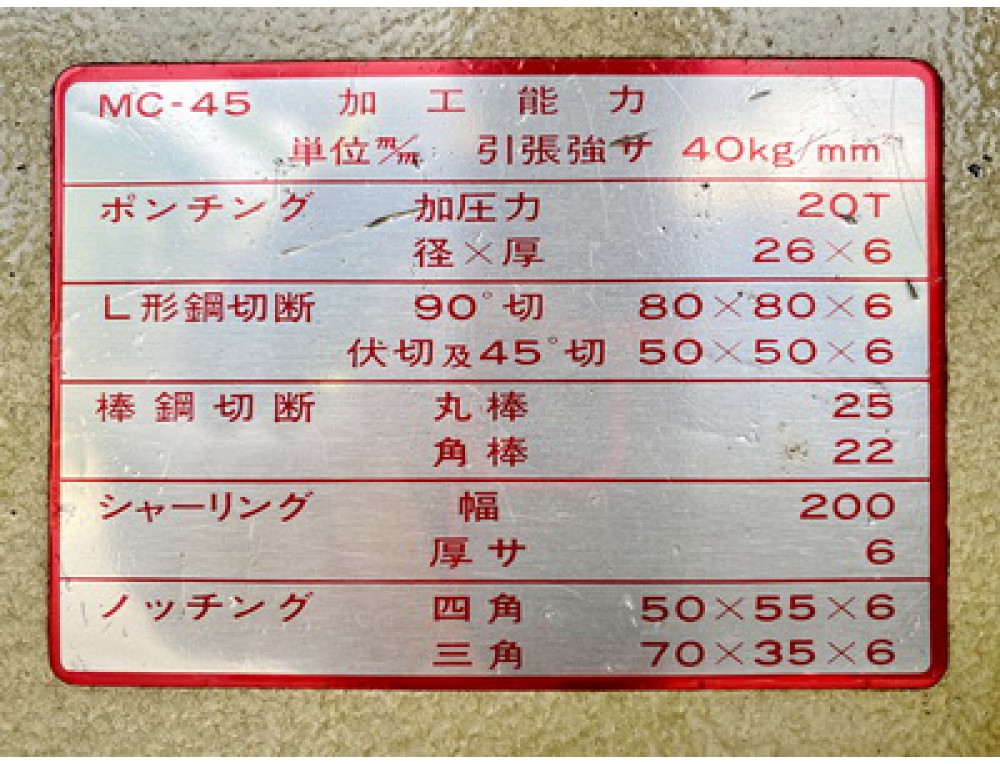 MC-45 加工能力
単位m/m 引張強サ 40kg/mm²
ポンチング 加圧力 20T
径×厚 26×6
L形鋼切断 90°切 80×80×6
伏切及45°切 50×50×6
棒鋼切断 丸棒 25
角棒 22
シャーリング 幅 200
厚サ 6
ノッチング 四角 50×55×6
三角 70×35×6